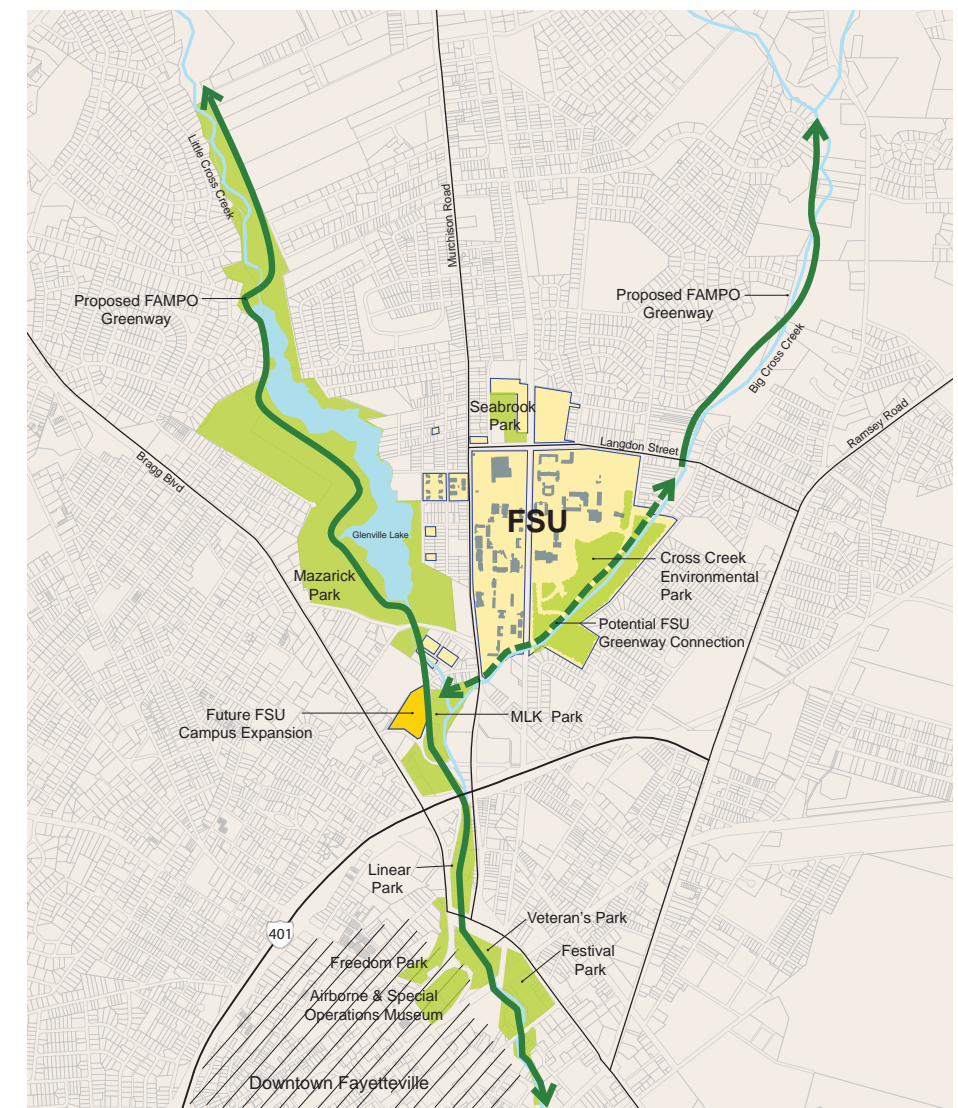 Little Cross Creek
Murchison Road
Proposed FAMPO
Greenway
Proposed FAMPO
Greenway
Big Cross Creek
Ramsey Road
Seabrook
Park
Langdon Street
Bragg Blvd
FSU
Glenville Lake
Mazarick
Park
Cross Creek
Environmental
Park
Potential FSU
Greenway Connection
Future FSU
Campus Expansion
MLK Park
Linear
Park
401
Veteran's Park
Festival
Park
Freedom Park
Airborne & Special
Operations Museum
Downtown Fayetteville